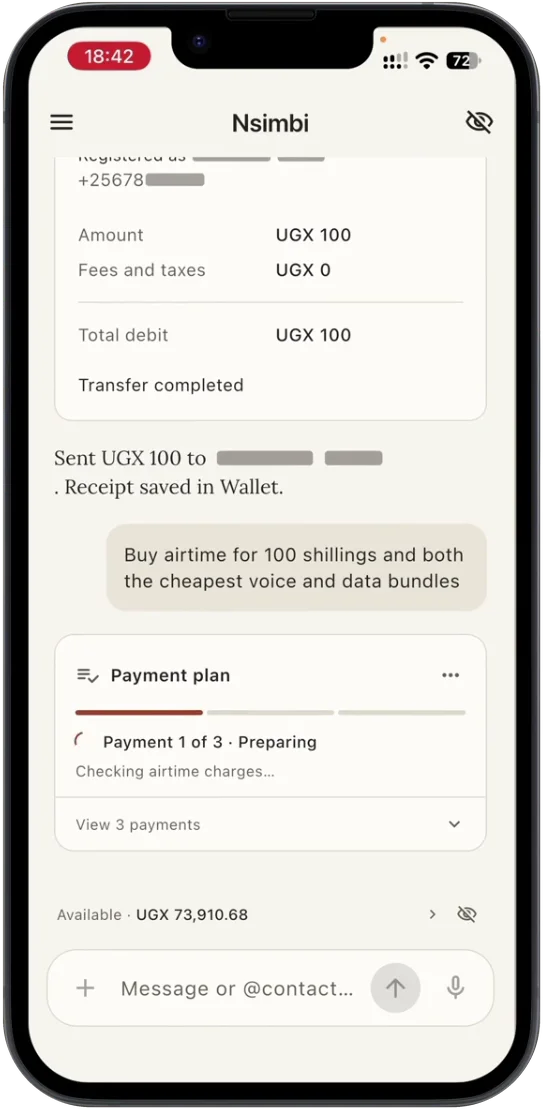 18:42
72
Nsimbi
Registered as
+25678
Amount UGX 100
Fees and taxes UGX 0
Total debit UGX 100
Transfer completed
Sent UGX 100 to
. Receipt saved in Wallet.
Buy airtime for 100 shillings and both
the cheapest voice and data bundles
Payment plan
Payment 1 of 3 · Preparing
Checking airtime charges…
View 3 payments
Available · UGX 73,910.68
Message or @contact…